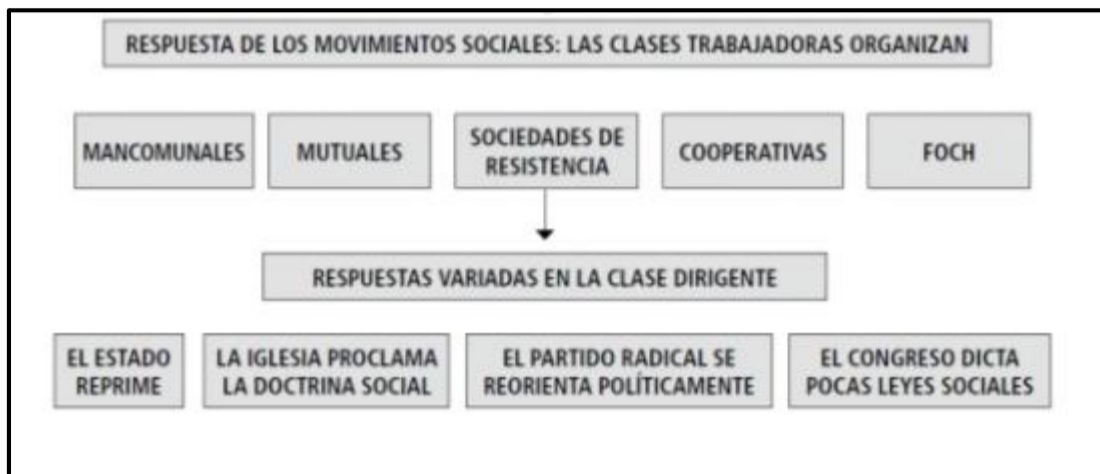 RESPUESTA DE LOS MOVIMIENTOS SOCIALES: LAS CLASES TRABAJADORAS ORGANIZAN
MANCOMUNALES
MUTUALES
SOCIEDADES DE
RESISTENCIA
COOPERATIVAS
FOCH
RESPUESTAS VARIADAS EN LA CLASE DIRIGENTE
EL ESTADO
REPRIME
LA IGLESIA PROCLAMA
LA DOCTRINA SOCIAL
EL PARTIDO RADICAL SE
REORIENTA POLÍTICAMENTE
EL CONGRESO DICTA
POCAS LEYES SOCIALES